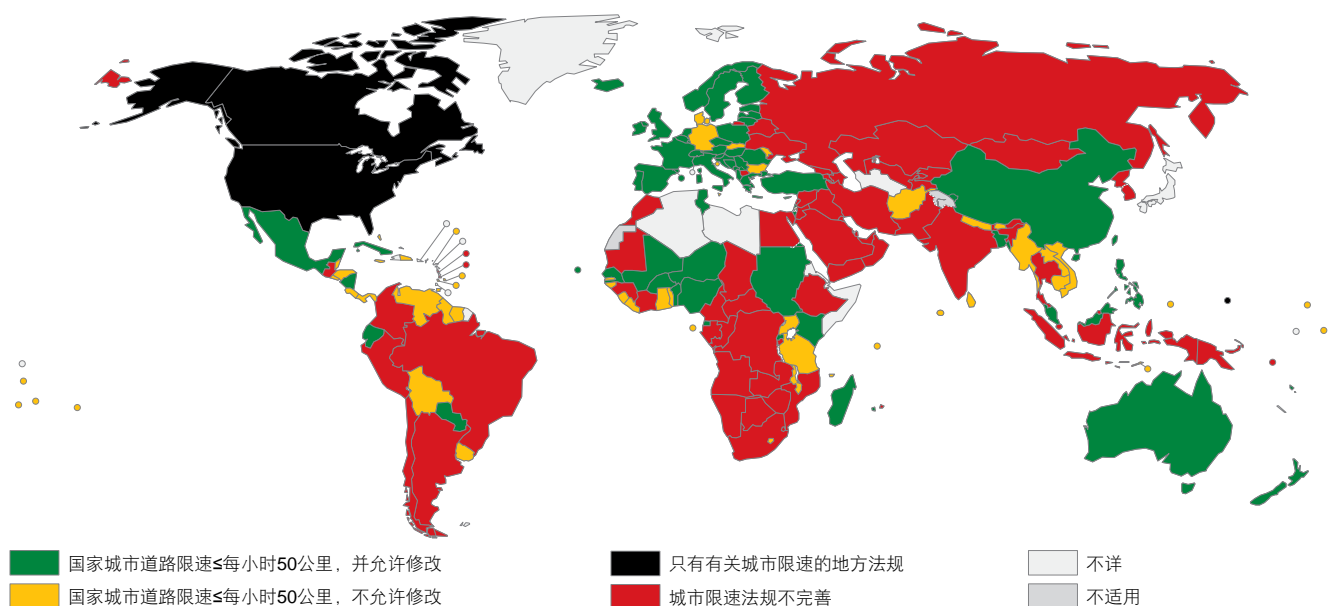 国家城市道路限速≤每小时50公里，并允许修改
国家城市道路限速≤每小时50公里，不允许修改
只有有关城市限速的地方法规
城市限速法规不完善
不详
不适用